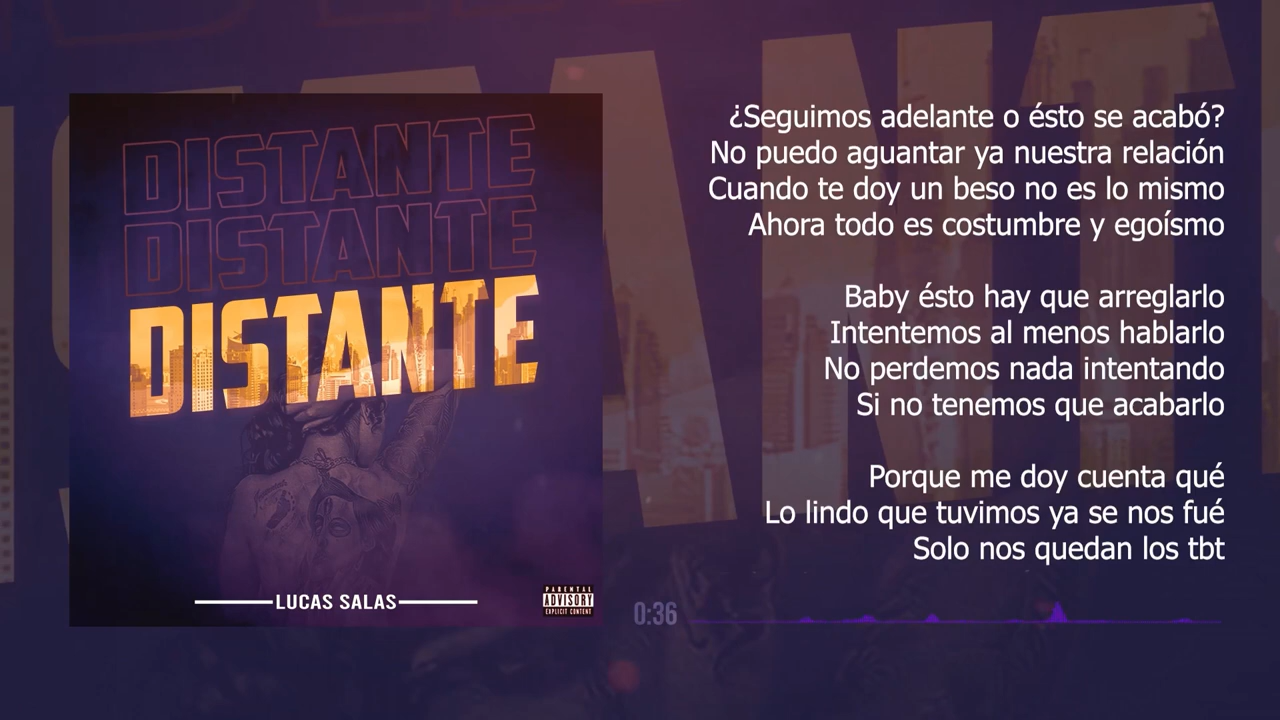 DISTANTE
DISTANTE
DISTANTE
LUCAS SALAS
PARENTAL
ADVISORY
EXPLICIT CONTENT
¿Seguimos adelante o ésto se acabó?
No puedo aguantar ya nuestra relación
Cuando te doy un beso no es lo mismo
Ahora todo es costumbre y egoísmo
Baby ésto hay que arreglarlo
Intentemos al menos hablarlo
No perdemos nada intentando
Si no tenemos que acabarlo
Porque me doy cuenta qué
Lo lindo que tuvimos ya se nos fué
Solo nos quedan los tbt
0:36